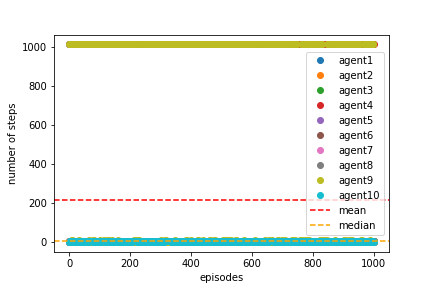 1000
800
600
400
200
0
number of steps
0
200
400
600
800
1000
episodes
agent1
agent2
agent3
agent4
agent5
agent6
agent7
agent8
agent9
agent10
mean
median